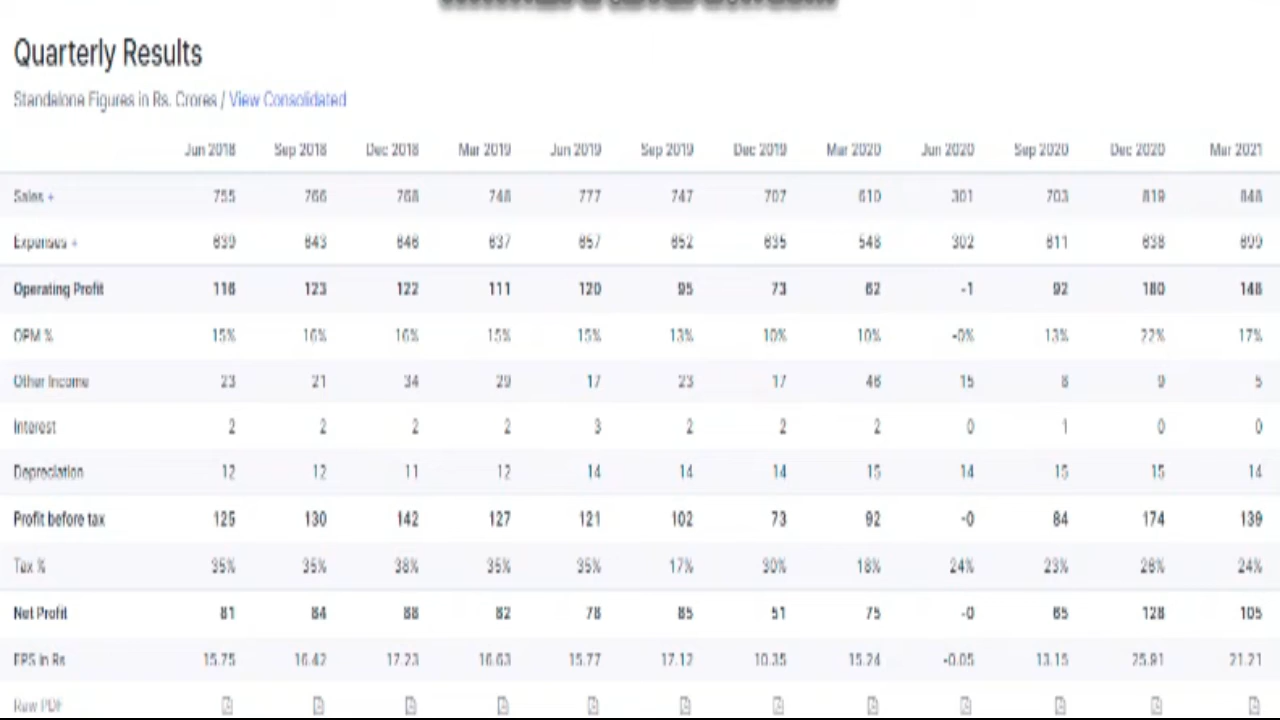 Quarterly Results
Standalone Figures in Rs. Crores / View Consolidated
Jun 2018 Sep 2018 Dec 2018 Mar 2019 Jun 2019 Sep 2019 Dec 2019 Mar 2020 Jun 2020 Sep 2020 Dec 2020 Mar 2021
Sales + 755 766 768 748 777 747 707 610 301 703 819 848
Expenses + 639 643 646 637 657 652 635 548 302 611 638 699
Operating Profit 116 123 122 111 120 95 73 62 -1 92 180 148
OPM % 15% 16% 16% 15% 15% 13% 10% 10% -0% 13% 22% 17%
Other Income 23 21 34 29 17 23 17 46 15 8 9 5
Interest 2 2 2 2 3 2 2 2 0 1 0 0
Depreciation 12 12 11 12 14 14 14 15 14 15 15 14
Profit before tax 125 130 142 127 121 102 73 92 -0 84 174 139
Tax % 35% 35% 38% 35% 35% 17% 30% 18% 24% 23% 26% 24%
Net Profit 81 84 88 82 78 85 51 75 -0 65 128 105
EPS in Rs 15.75 16.42 17.23 16.63 15.77 17.12 10.35 15.24 -0.05 13.15 25.91 21.21
Raw PDF